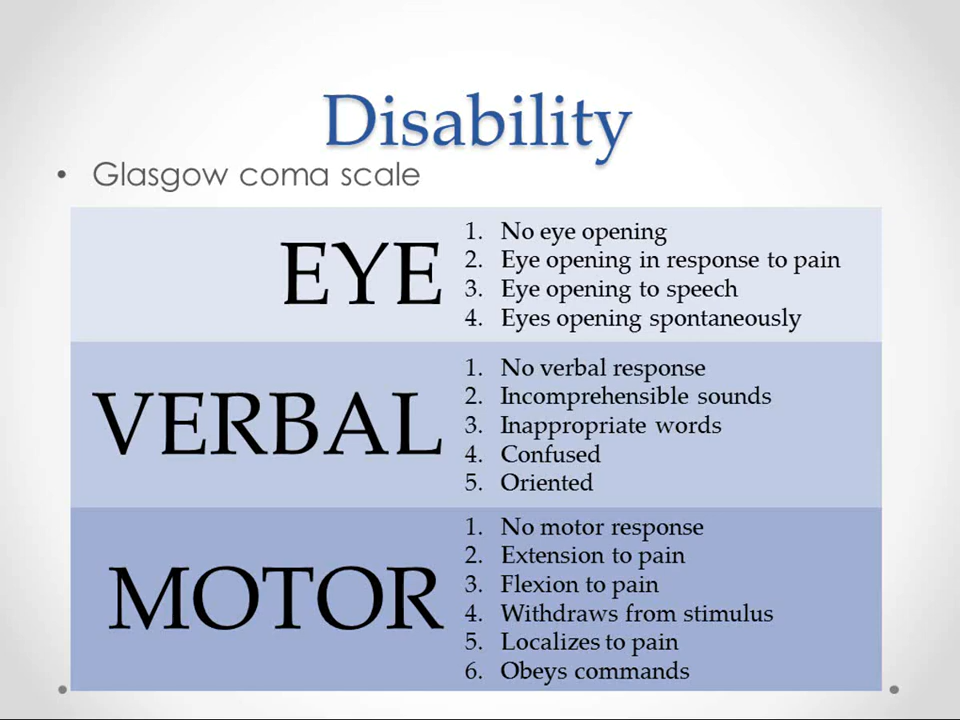 Disability
• Glasgow coma scale
EYE
1. No eye opening
2. Eye opening in response to pain
3. Eye opening to speech
4. Eyes opening spontaneously
VERBAL
1. No verbal response
2. Incomprehensible sounds
3. Inappropriate words
4. Confused
5. Oriented
MOTOR
1. No motor response
2. Extension to pain
3. Flexion to pain
4. Withdraws from stimulus
5. Localizes to pain
6. Obeys commands